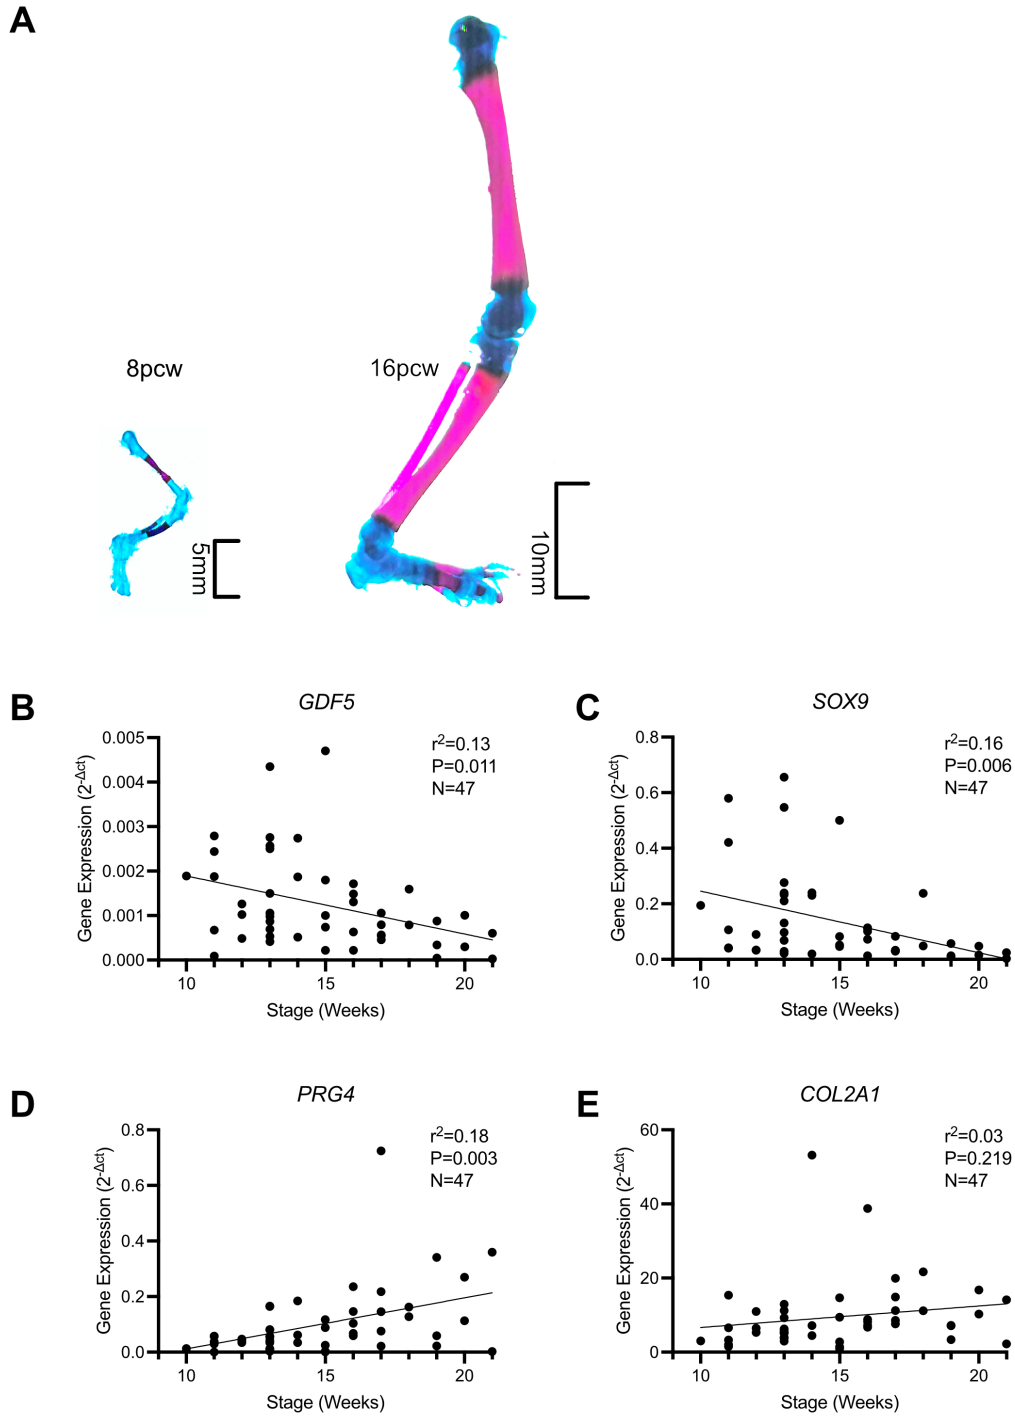 A
8pcw
16pcw
5mm
10mm
B
GDF5
r²=0.13
P=0.011
N=47
Gene Expression (2^-Δct)
0.005
0.004
0.003
0.002
0.001
0.000
10
15
20
Stage (Weeks)
C
SOX9
r²=0.16
P=0.006
N=47
Gene Expression (2^-Δct)
0.8
0.6
0.4
0.2
0.0
10
15
20
Stage (Weeks)
D
PRG4
r²=0.18
P=0.003
N=47
Gene Expression (2^-Δct)
0.8
0.6
0.4
0.2
0.0
10
15
20
Stage (Weeks)
E
COL2A1
r²=0.03
P=0.219
N=47
Gene Expression (2^-Δct)
60
40
20
0
10
15
20
Stage (Weeks)